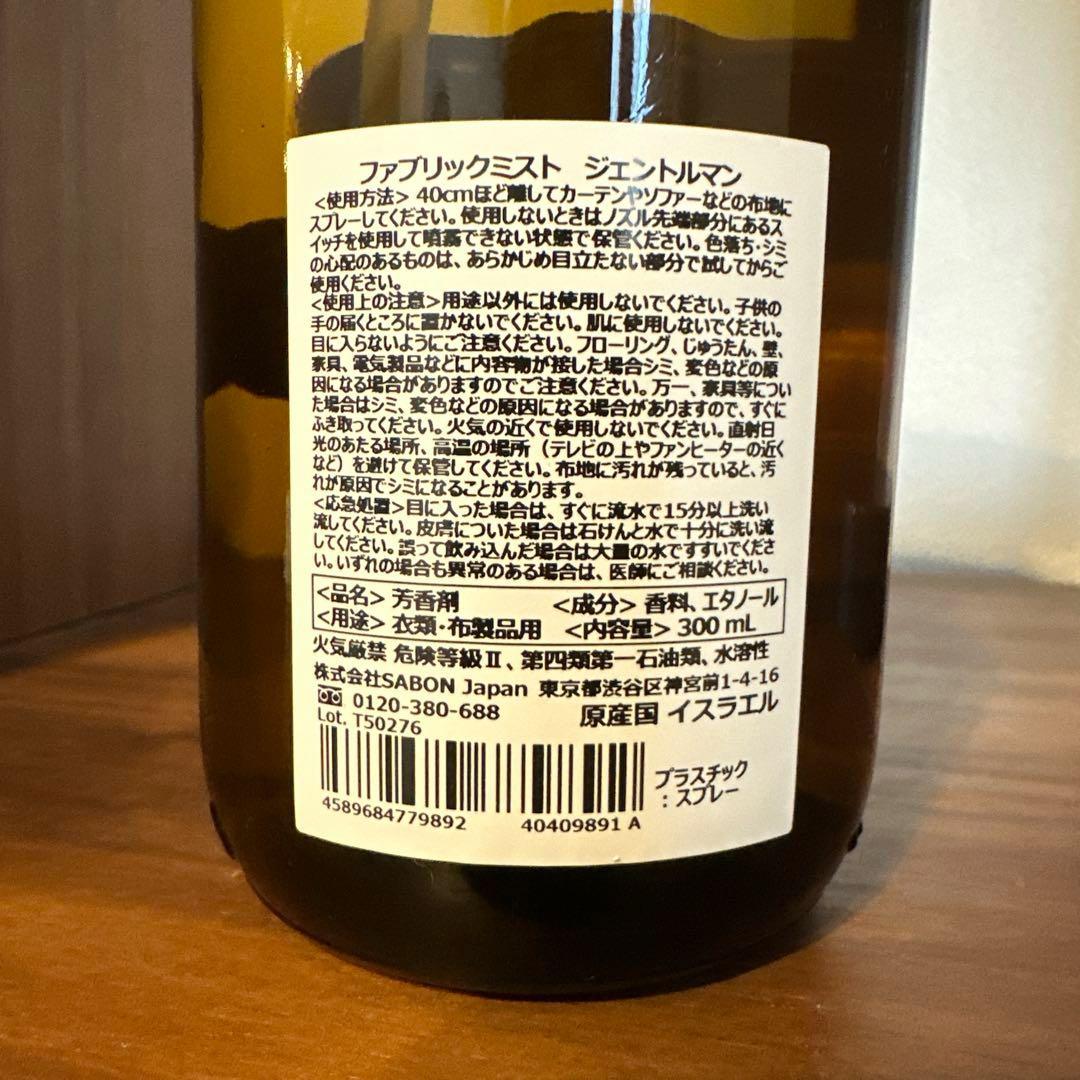 ファブリックミスト　ジェントルマン
<使用方法> 40cmほど離してカーテンやソファーなどの布地に
スプレーしてください。使用しないときはノズル先端部分にあるス
イッチを使用して噴霧できない状態で保管ください。色落ち・シミ
の心配のあるものは、あらかじめ目立たない部分で試してからご
使用ください。
<使用上の注意>用途以外には使用しないでください。子供の
手の届くところに置かないでください。肌に使用しないでください。
目に入らないようにご注意ください。フローリング、じゅうたん、壁、
家具、電気製品などに内容物が接した場合シミ、変色などの原
因になる場合がありますのでご注意ください。万一、家具等につい
た場合はシミ、変色などの原因になる場合がありますので、すぐに
ふき取ってください。火気の近くで使用しないでください。直射日
光のあたる場所、高温の場所（テレビの上やファンヒーターの近く
など）を避けて保管してください。布地に汚れが残っていると、汚
れが原因でシミになることがあります。
<応急処置>目に入った場合は、すぐに流水で15分以上洗い
流してください。皮膚についた場合は石けんと水で十分に洗い流
してください。誤って飲み込んだ場合は大量の水ですすいでくださ
い。いずれの場合も異常のある場合は、医師にご相談ください。
<品名> 芳香剤　<成分> 香料、エタノール
<用途> 衣類・布製品用　<内容量> 300 mL
火気厳禁 危険等級Ⅱ、第四類第一石油類、水溶性
株式会社SABON Japan 東京都渋谷区神宮前1-4-16
0120-380-688　原産国 イスラエル
Lot. T50276
プラスチック
：スプレー
4589684779892　40409891 A